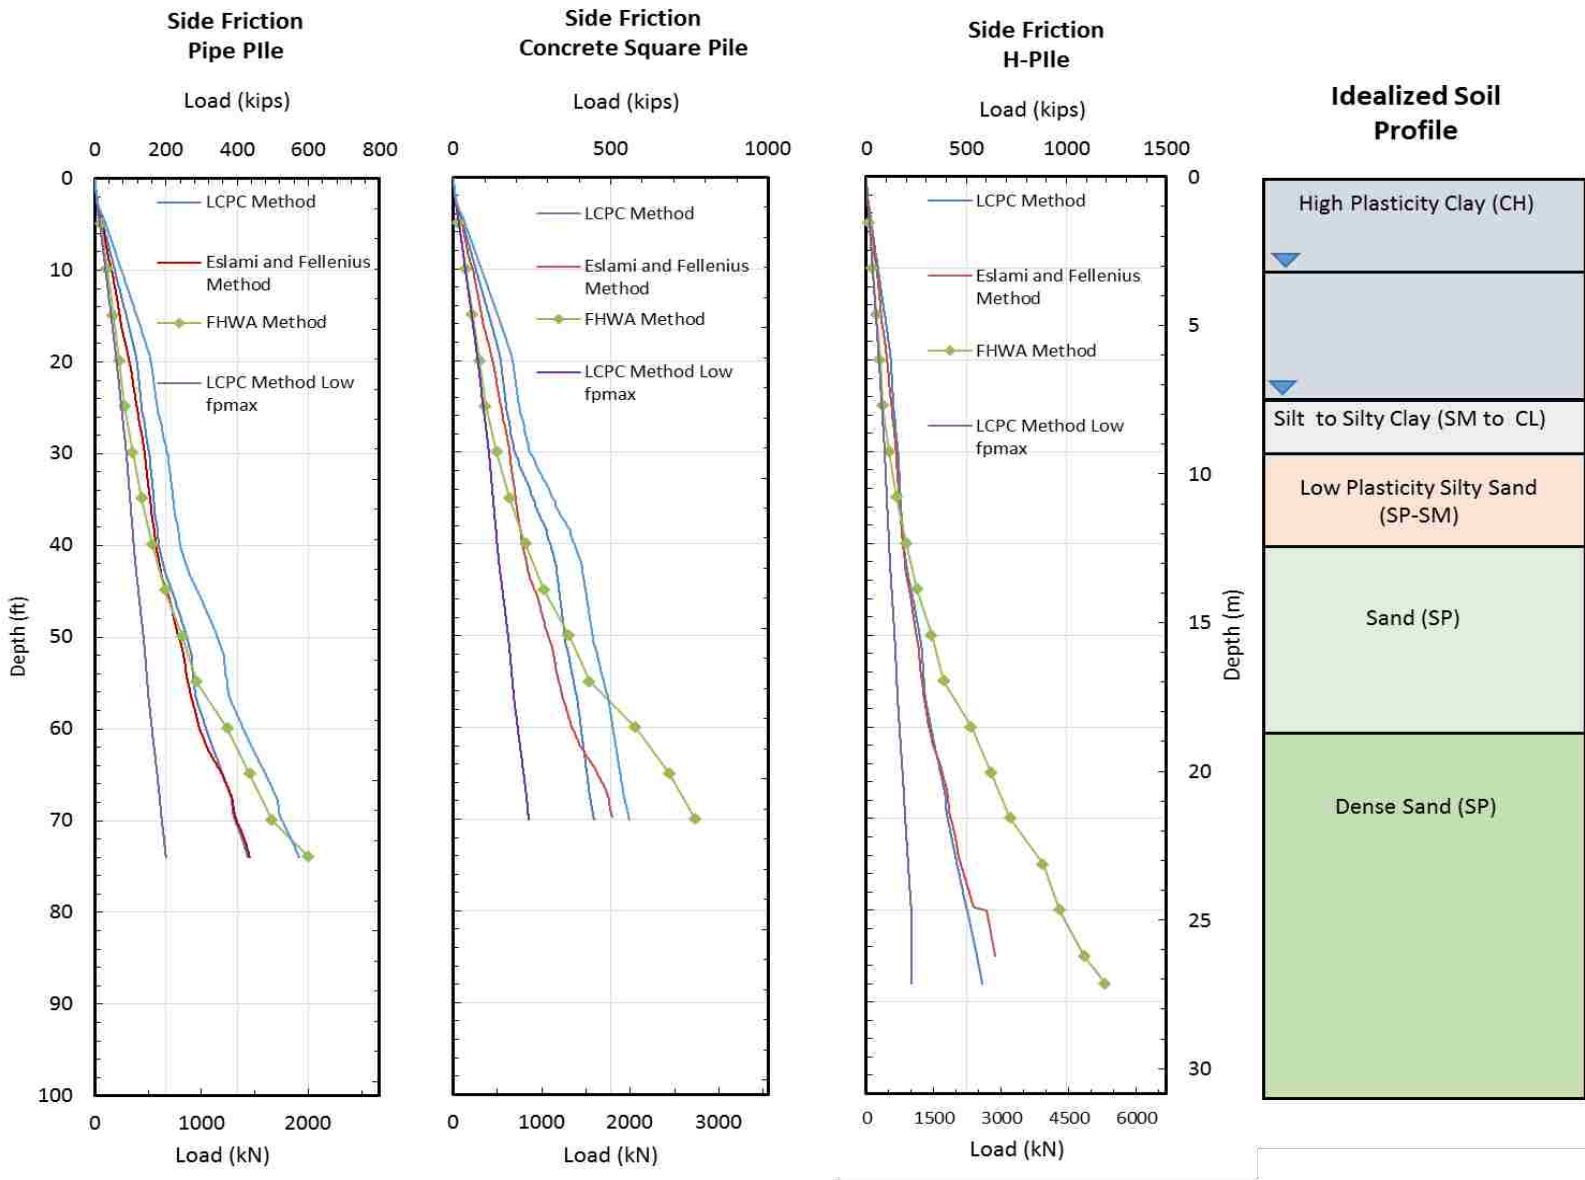 Side Friction
Pipe PIle
Load (kips)
0 200 400 600 800
LCPC Method
Eslami and Fellenius
Method
FHWA Method
LCPC Method Low
fpmax
Depth (ft)
0
10
20
30
40
50
60
70
80
90
100
0 1000 2000
Load (kN)
Side Friction
Concrete Square Pile
Load (kips)
0 500 1000
LCPC Method
Eslami and Fellenius
Method
FHWA Method
LCPC Method Low
fpmax
0 1000 2000 3000
Load (kN)
Side Friction
H-PIle
Load (kips)
0 500 1000 1500
LCPC Method
Eslami and Fellenius
Method
FHWA Method
LCPC Method Low
fpmax
0
5
10
15
20
25
30
Depth (m)
0 1500 3000 4500 6000
Load (kN)
Idealized Soil
Profile
High Plasticity Clay (CH)
Silt to Silty Clay (SM to CL)
Low Plasticity Silty Sand
(SP-SM)
Sand (SP)
Dense Sand (SP)